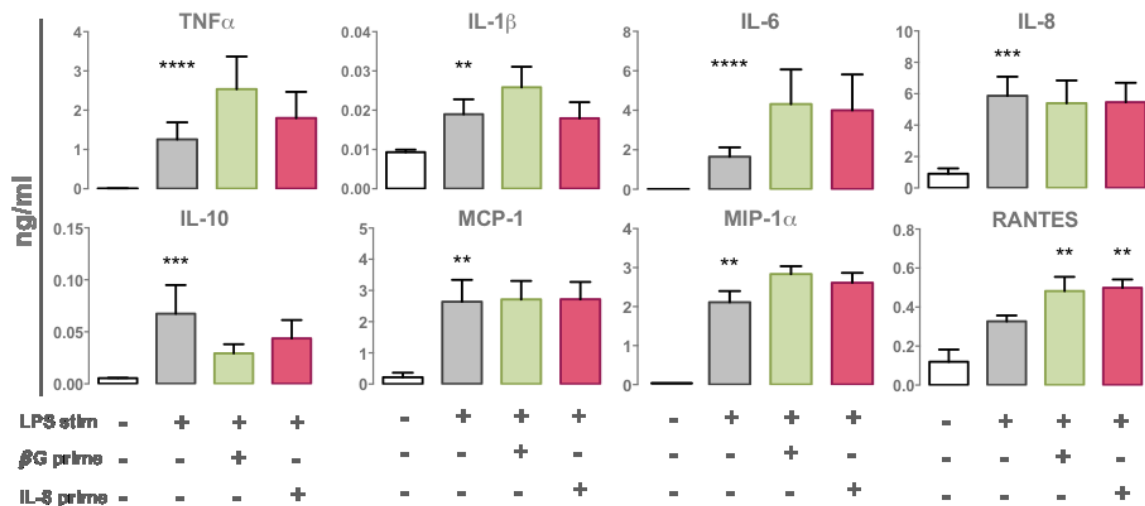 TNFα IL-1β IL-6 IL-8
4 0.04 8 10
**** ** **** ***
3 0.03 6 8
2 0.02 4 6
4
1 0.01 2 2
0 0.00 0 0
ng/ml
IL-10 MCP-1 MIP-1α RANTES
0.15 5 4 0.8
*** ** ** ** **
4 3 0.6
0.10 3 2 0.4
0.05 2 1 0.2
1
0.00 0 0 0.0
LPS stim - + + + - + + + - + + + - + + +
βG prime - - + - - - + - - - + - - - + -
IL-8 prime - - - + - - - + - - - + - - - +